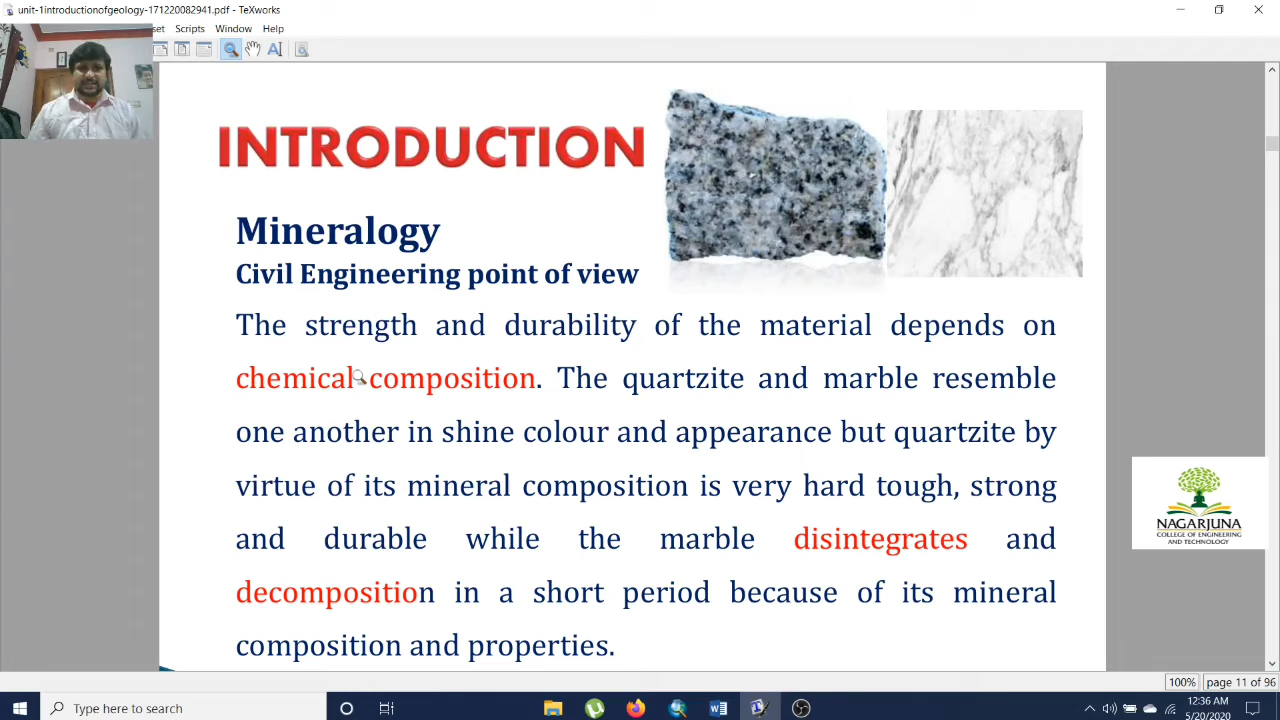 unit-1introductionofgeology-171220082941.pdf - TeXworks
set Scripts Window Help
INTRODUCTION
Mineralogy
Civil Engineering point of view
The strength and durability of the material depends on
chemical composition. The quartzite and marble resemble
one another in shine colour and appearance but quartzite by
virtue of its mineral composition is very hard tough, strong
and durable while the marble disintegrates and
decomposition in a short period because of its mineral
composition and properties.
NAGARJUNA
COLLEGE OF ENGINEERING
AND TECHNOLOGY
100% page 11 of 96
Type here to search
12:36 AM
5/20/2020